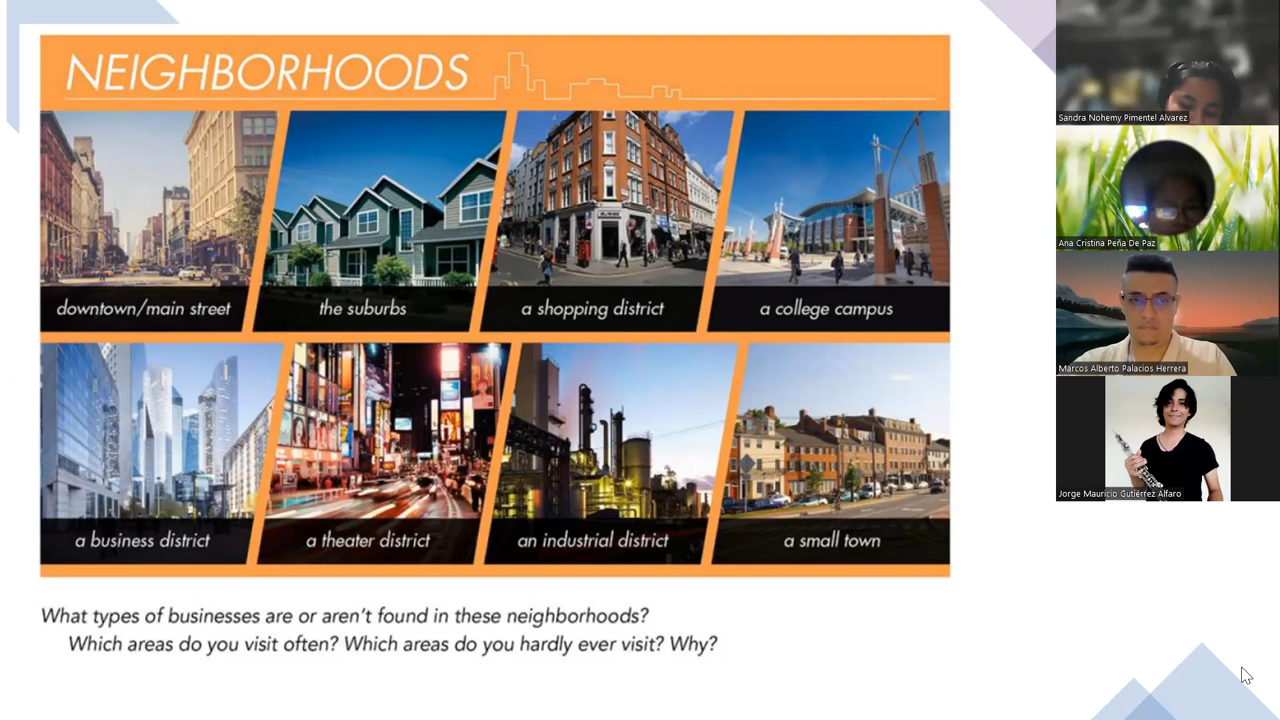 NEIGHBORHOODS
downtown/main street
the suburbs
a shopping district
a college campus
a business district
a theater district
an industrial district
a small town
What types of businesses are or aren't found in these neighborhoods?
Which areas do you visit often? Which areas do you hardly ever visit? Why?
Sandra Nohemy Pimentel Alvarez
Ana Cristina Peña De Paz
Marcos Alberto Palacios Herrera
Jorge Mauricio Gutiérrez Alfaro